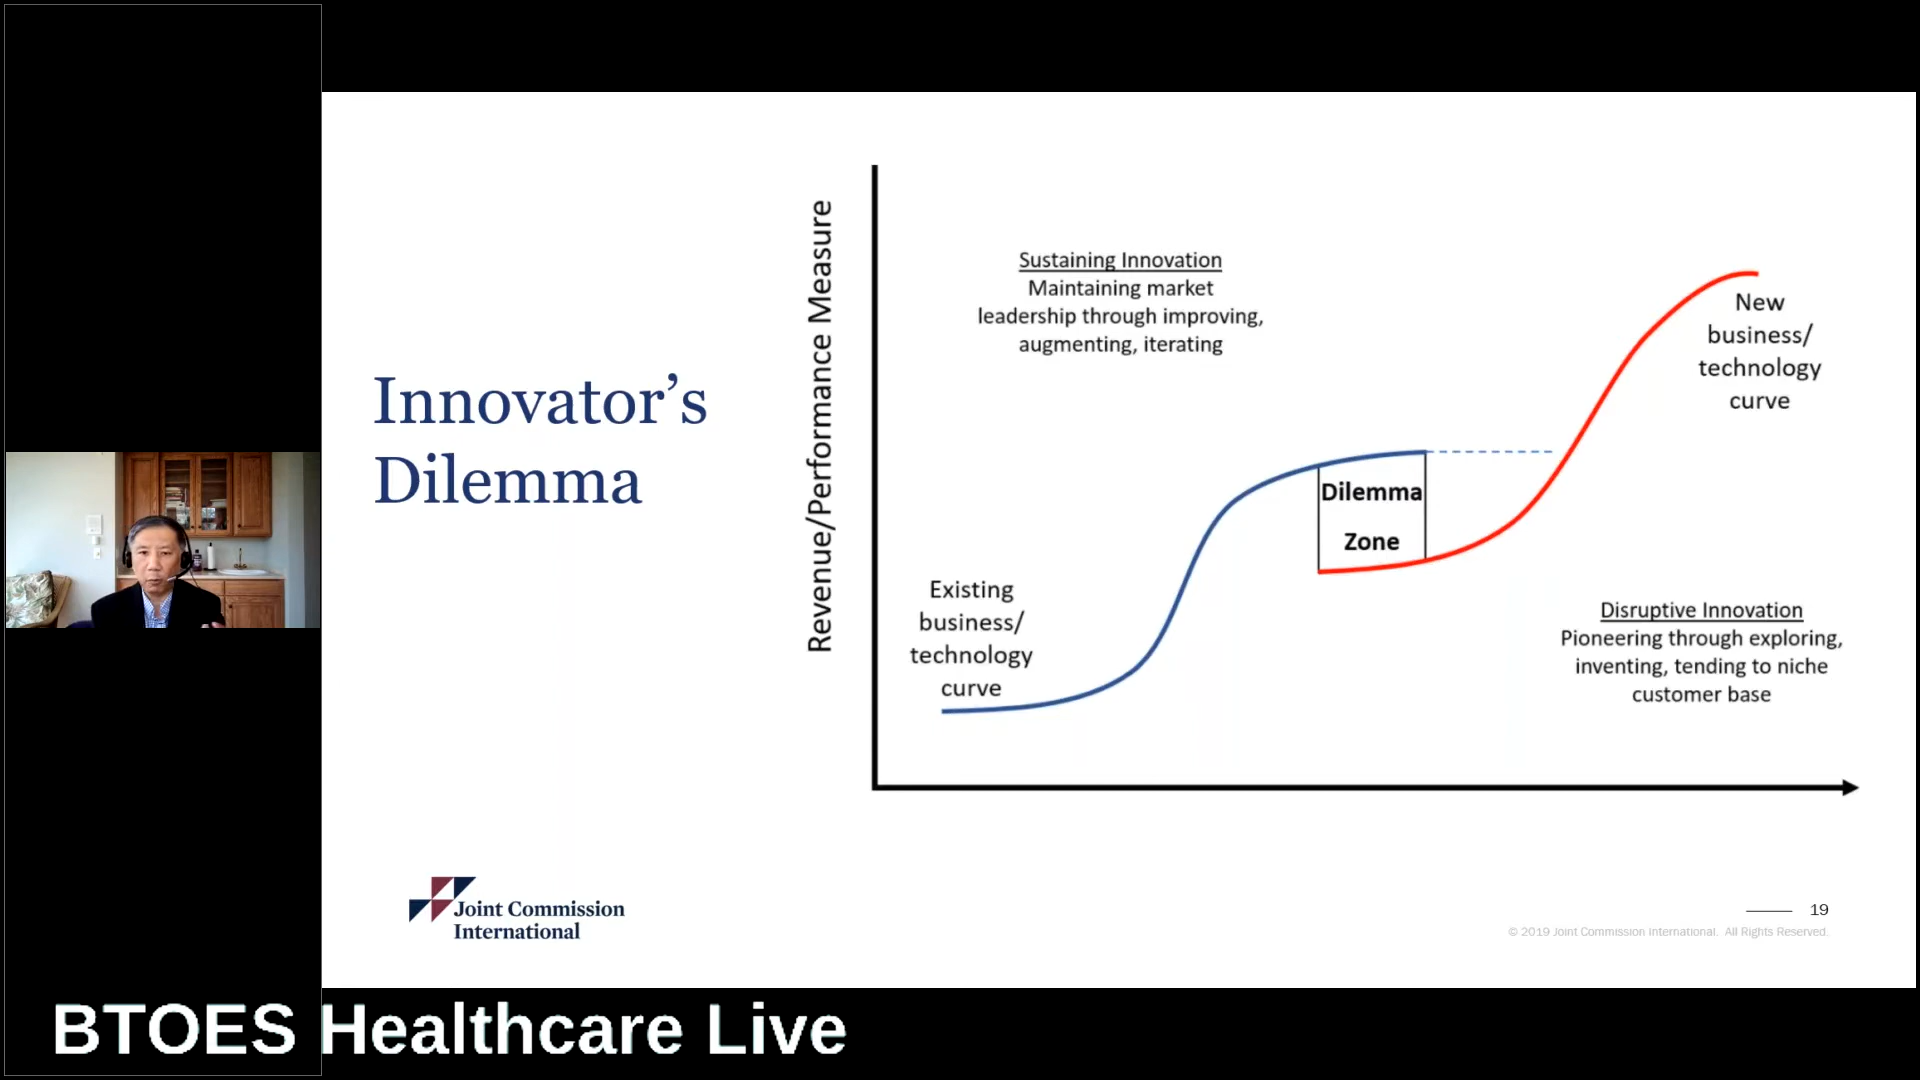 Innovator's
Dilemma
Revenue/Performance Measure
Sustaining Innovation
Maintaining market
leadership through improving,
augmenting, iterating
New
business/
technology
curve
Dilemma
Zone
Existing
business/
technology
curve
Disruptive Innovation
Pioneering through exploring,
inventing, tending to niche
customer base
Joint Commission
International
19
© 2019 Joint Commission International. All Rights Reserved.
BTOES Healthcare Live